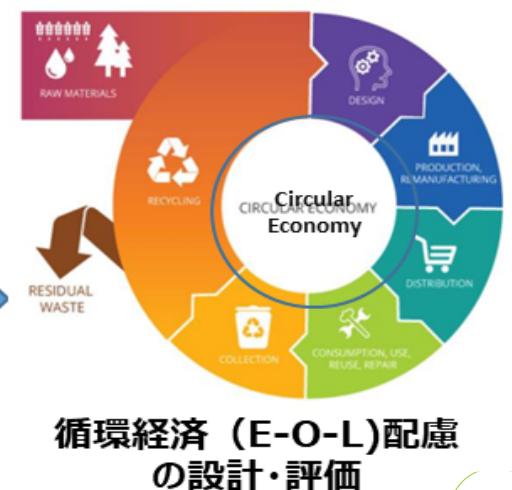 RAW MATERIALS
DESIGN
PRODUCTION,
REMANUFACTURING
RECYCLING
CIRCULAR ECONOMY
Circular
Economy
DISTRIBUTION
RESIDUAL
WASTE
COLLECTION
CONSUMPTION, USE,
REUSE, REPAIR
循環経済（E-O-L)配慮
の設計･評価